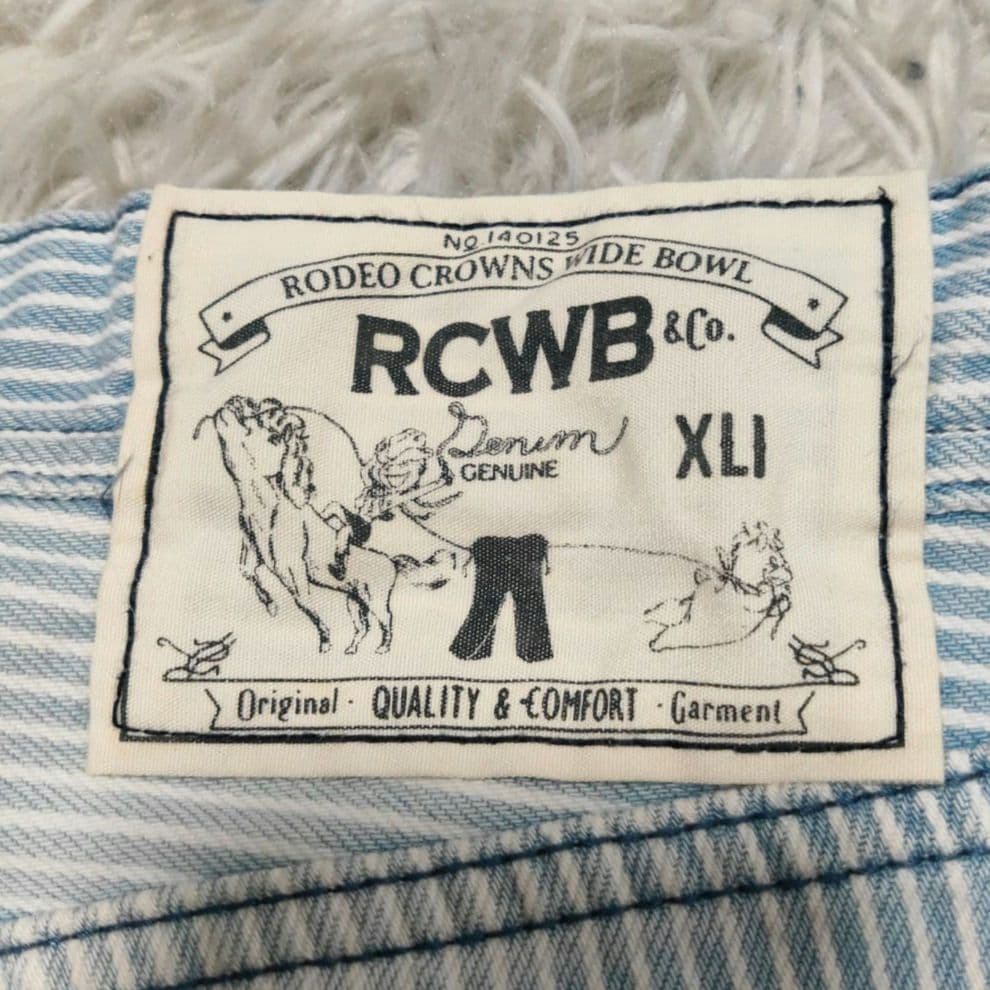 No 140125
RODEO CROWNS WIDE BOWL
RCWB &Co.
Denim XLI
GENUINE
Original · QUALITY & COMFORT · Garment